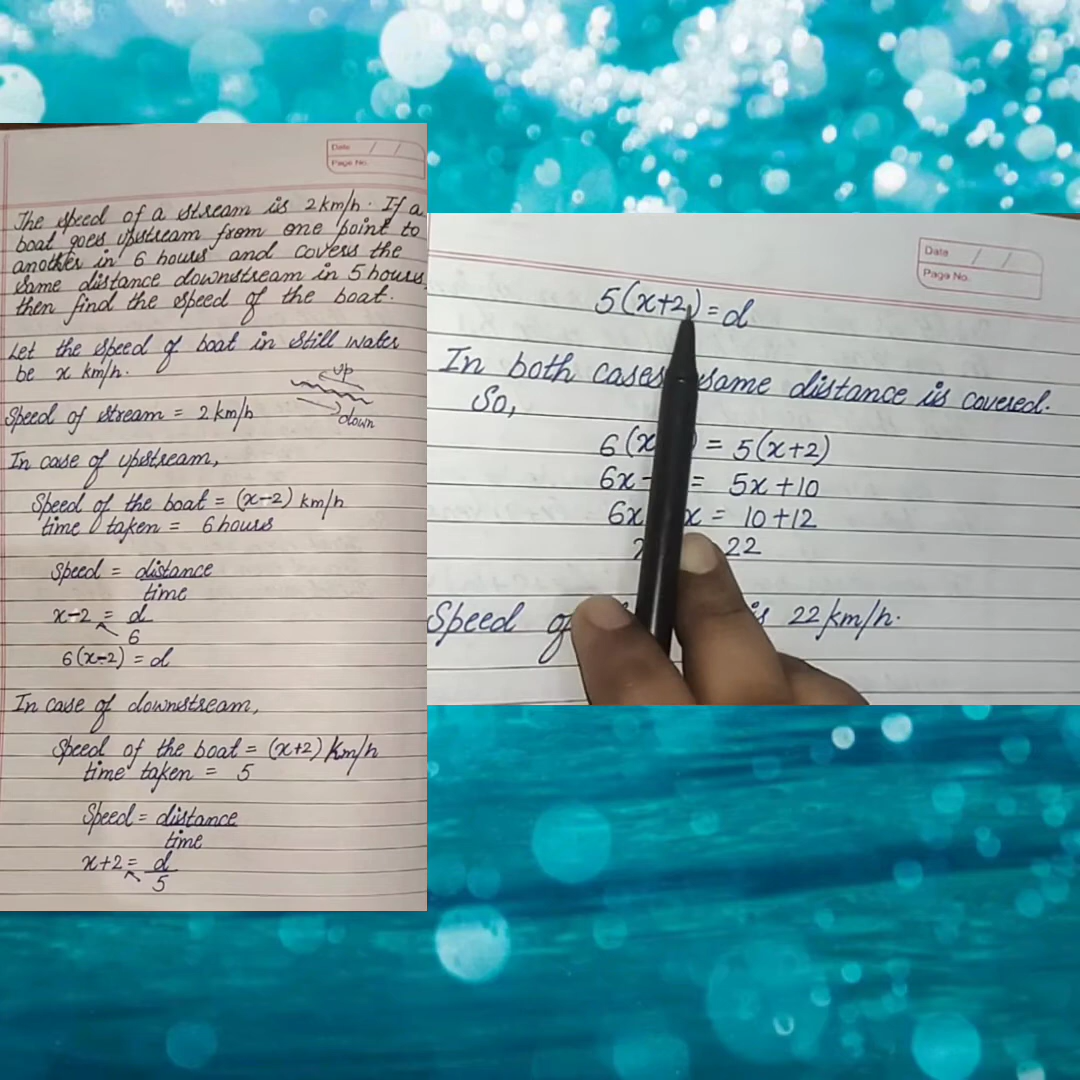 Date / /
Page No.
The speed of a stream is 2 km/h. If a
boat goes upstream from one point to
another in 6 hours and covers the
same distance downstream in 5 hours,
then find the speed of the boat.
Let the speed of boat in still water
be x km/h.
up
down
Speed of stream = 2 km/h
In case of upstream,
Speed of the boat = (x-2) km/h
time taken = 6 hours
Speed = distance
time
x-2 = d
6
6(x-2) = d
In case of downstream,
Speed of the boat = (x+2) Km/h
time taken = 5
Speed = distance
time
x+2 = d
5
Date / /
Page No.
5(x+2) = d
In both cases same distance is covered.
So,
6(x ) = 5(x+2)
6x - = 5x+10
6x x = 10+12
22
Speed of is 22 km/h.